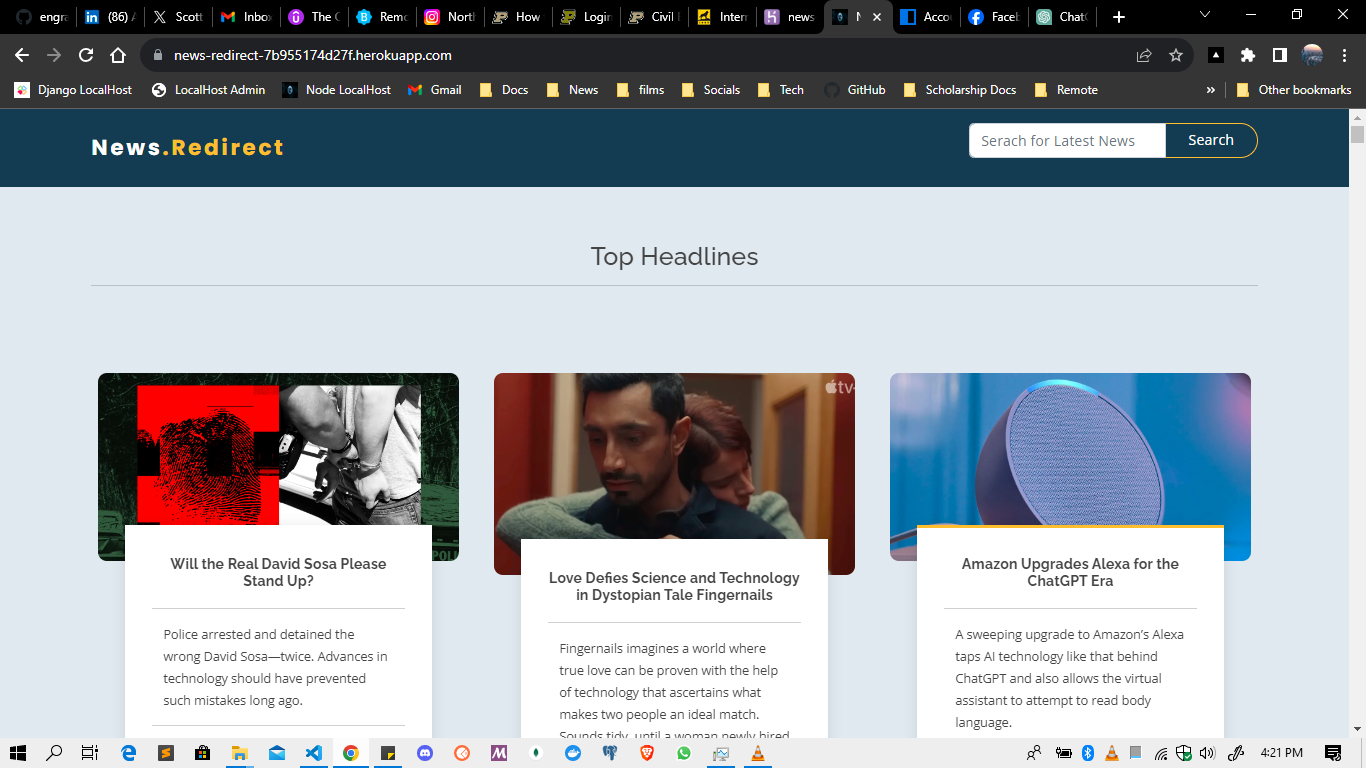 engra
(86) A
Scott
Inbox
The C
Remo
North
How
Login
Civil
Interr
news
Acco
Faceb
ChatG
news-redirect-7b955174d27f.herokuapp.com
Django LocalHost
LocalHost Admin
Node LocalHost
Gmail
Docs
News
films
Socials
Tech
GitHub
Scholarship Docs
Remote
»
Other bookmarks
News.Redirect
Serach for Latest News
Search
Top Headlines
tv+
POLIC
Will the Real David Sosa Please
Stand Up?
Police arrested and detained the
wrong David Sosa—twice. Advances in
technology should have prevented
such mistakes long ago.
Love Defies Science and Technology
in Dystopian Tale Fingernails
Fingernails imagines a world where
true love can be proven with the help
of technology that ascertains what
makes two people an ideal match.
Sounds tidy, until a woman newly hired
Amazon Upgrades Alexa for the
ChatGPT Era
A sweeping upgrade to Amazon's Alexa
taps AI technology like that behind
ChatGPT and also allows the virtual
assistant to attempt to read body
language.
4:21 PM